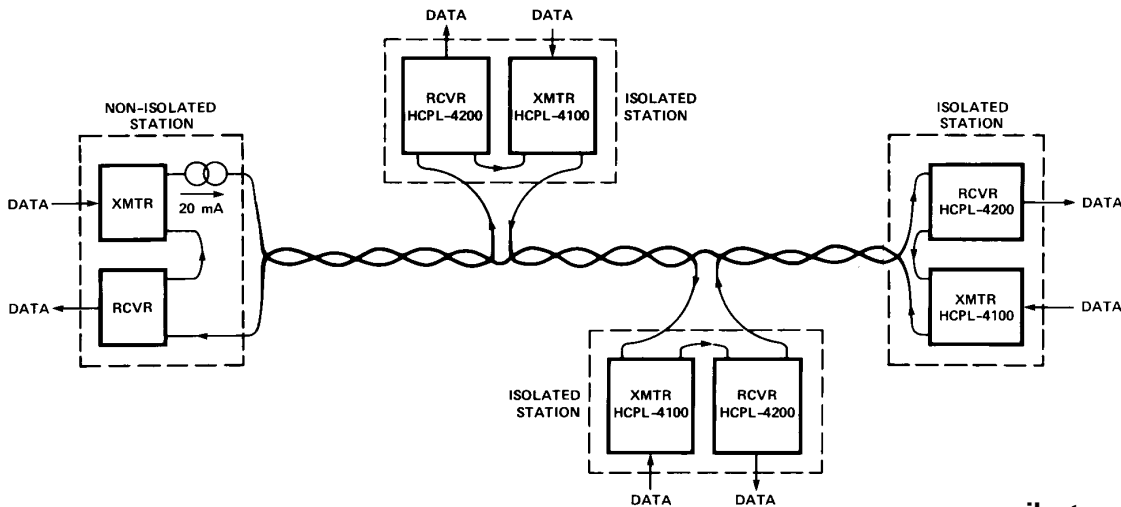 DATA
DATA
RCVR
HCPL-4200
XMTR
HCPL-4100
ISOLATED
STATION
NON-ISOLATED
STATION
XMTR
20 mA
DATA
RCVR
DATA
ISOLATED
STATION
RCVR
HCPL-4200
DATA
XMTR
HCPL-4100
DATA
ISOLATED
STATION
XMTR
HCPL-4100
RCVR
HCPL-4200
DATA
DATA